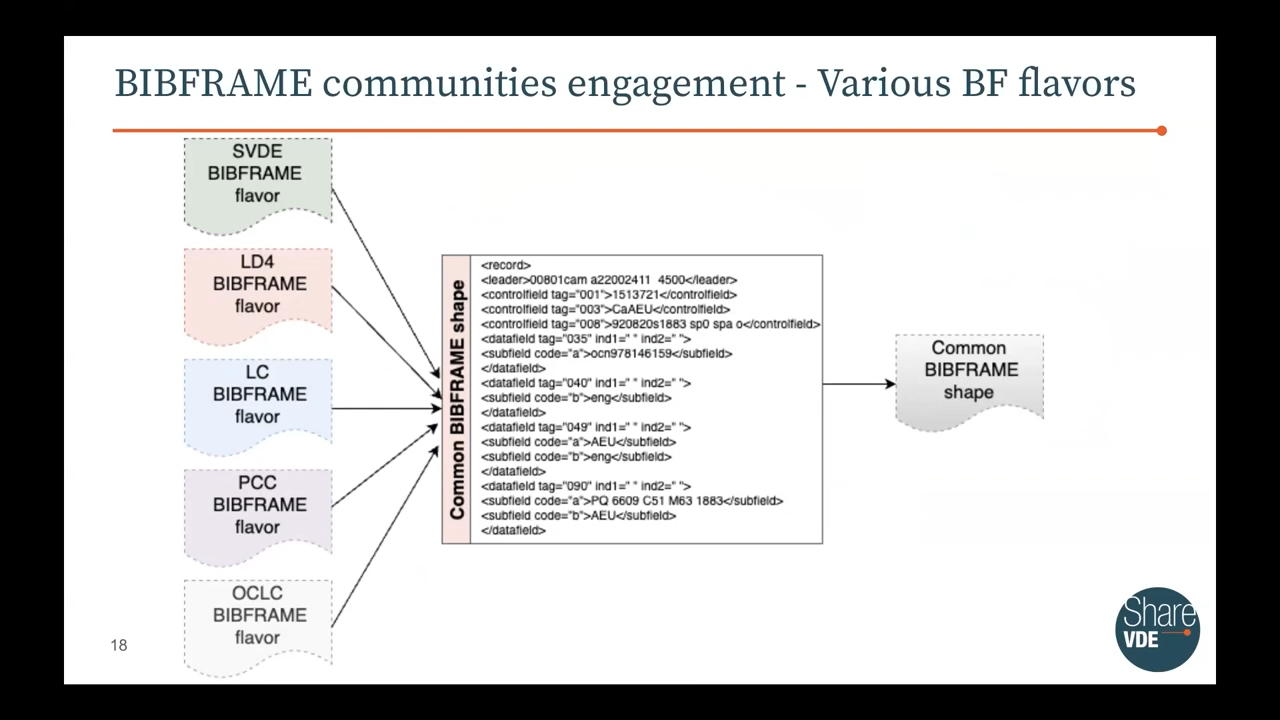 BIBFRAME communities engagement - Various BF flavors
SVDE
BIBFRAME
flavor
LD4
BIBFRAME
flavor
LC
BIBFRAME
flavor
PCC
BIBFRAME
flavor
OCLC
BIBFRAME
flavor
Common BIBFRAME shape
<record>
<leader>00801cam a22002411  4500</leader>
<controlfield tag="001">1513721</controlfield>
<controlfield tag="003">CaAEU</controlfield>
<controlfield tag="008">920820s1883 sp0 spa o</controlfield>
<datafield tag="035" ind1=" " ind2=" ">
<subfield code="a">ocn978146159</subfield>
</datafield>
<datafield tag="040" ind1=" " ind2=" ">
<subfield code="b">eng</subfield>
</datafield>
<datafield tag="049" ind1=" " ind2=" ">
<subfield code="a">AEU</subfield>
<subfield code="b">eng</subfield>
</datafield>
<datafield tag="090" ind1=" " ind2=" ">
<subfield code="a">PQ 6609 C51 M63 1883</subfield>
<subfield code="b">AEU</subfield>
</datafield>
Common
BIBFRAME
shape
18
Share
VDE